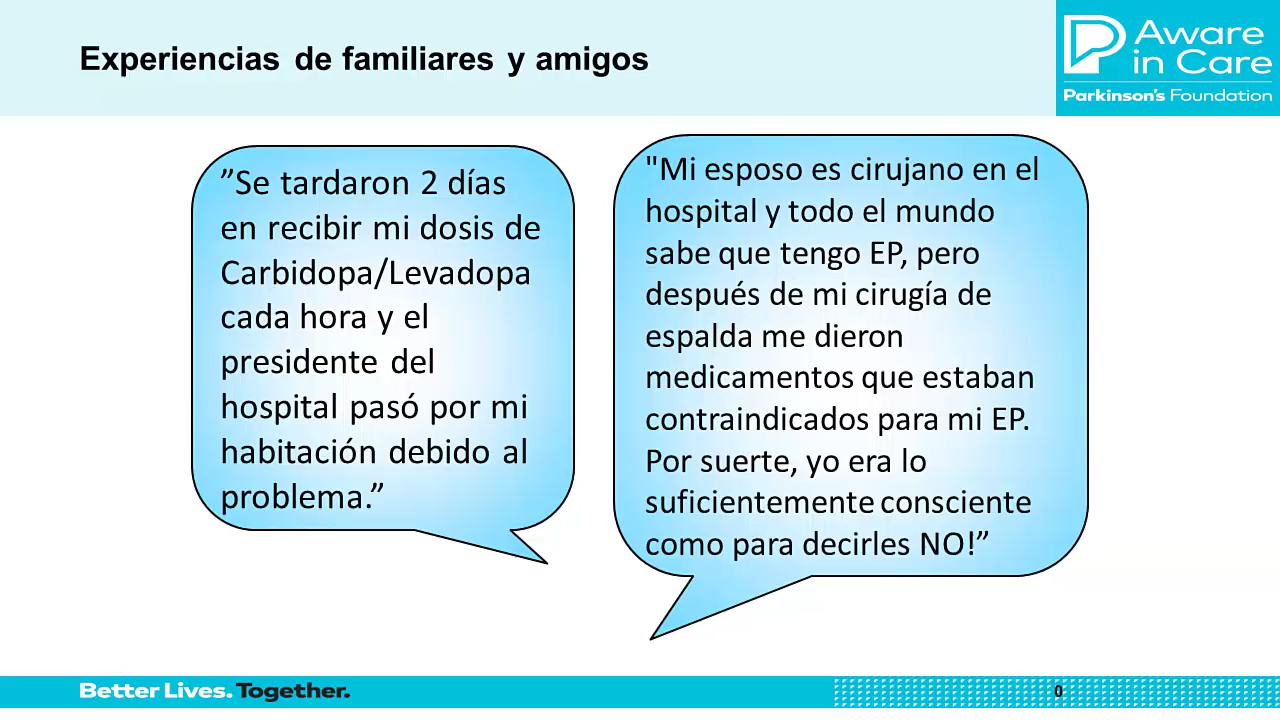 Experiencias de familiares y amigos
Aware
in Care
Parkinson's Foundation
”Se tardaron 2 días
en recibir mi dosis de
Carbidopa/Levadopa
cada hora y el
presidente del
hospital pasó por mi
habitación debido al
problema.”
"Mi esposo es cirujano en el
hospital y todo el mundo
sabe que tengo EP, pero
después de mi cirugía de
espalda me dieron
medicamentos que estaban
contraindicados para mi EP.
Por suerte, yo era lo
suficientemente consciente
como para decirles NO!”
Better Lives. Together.
0